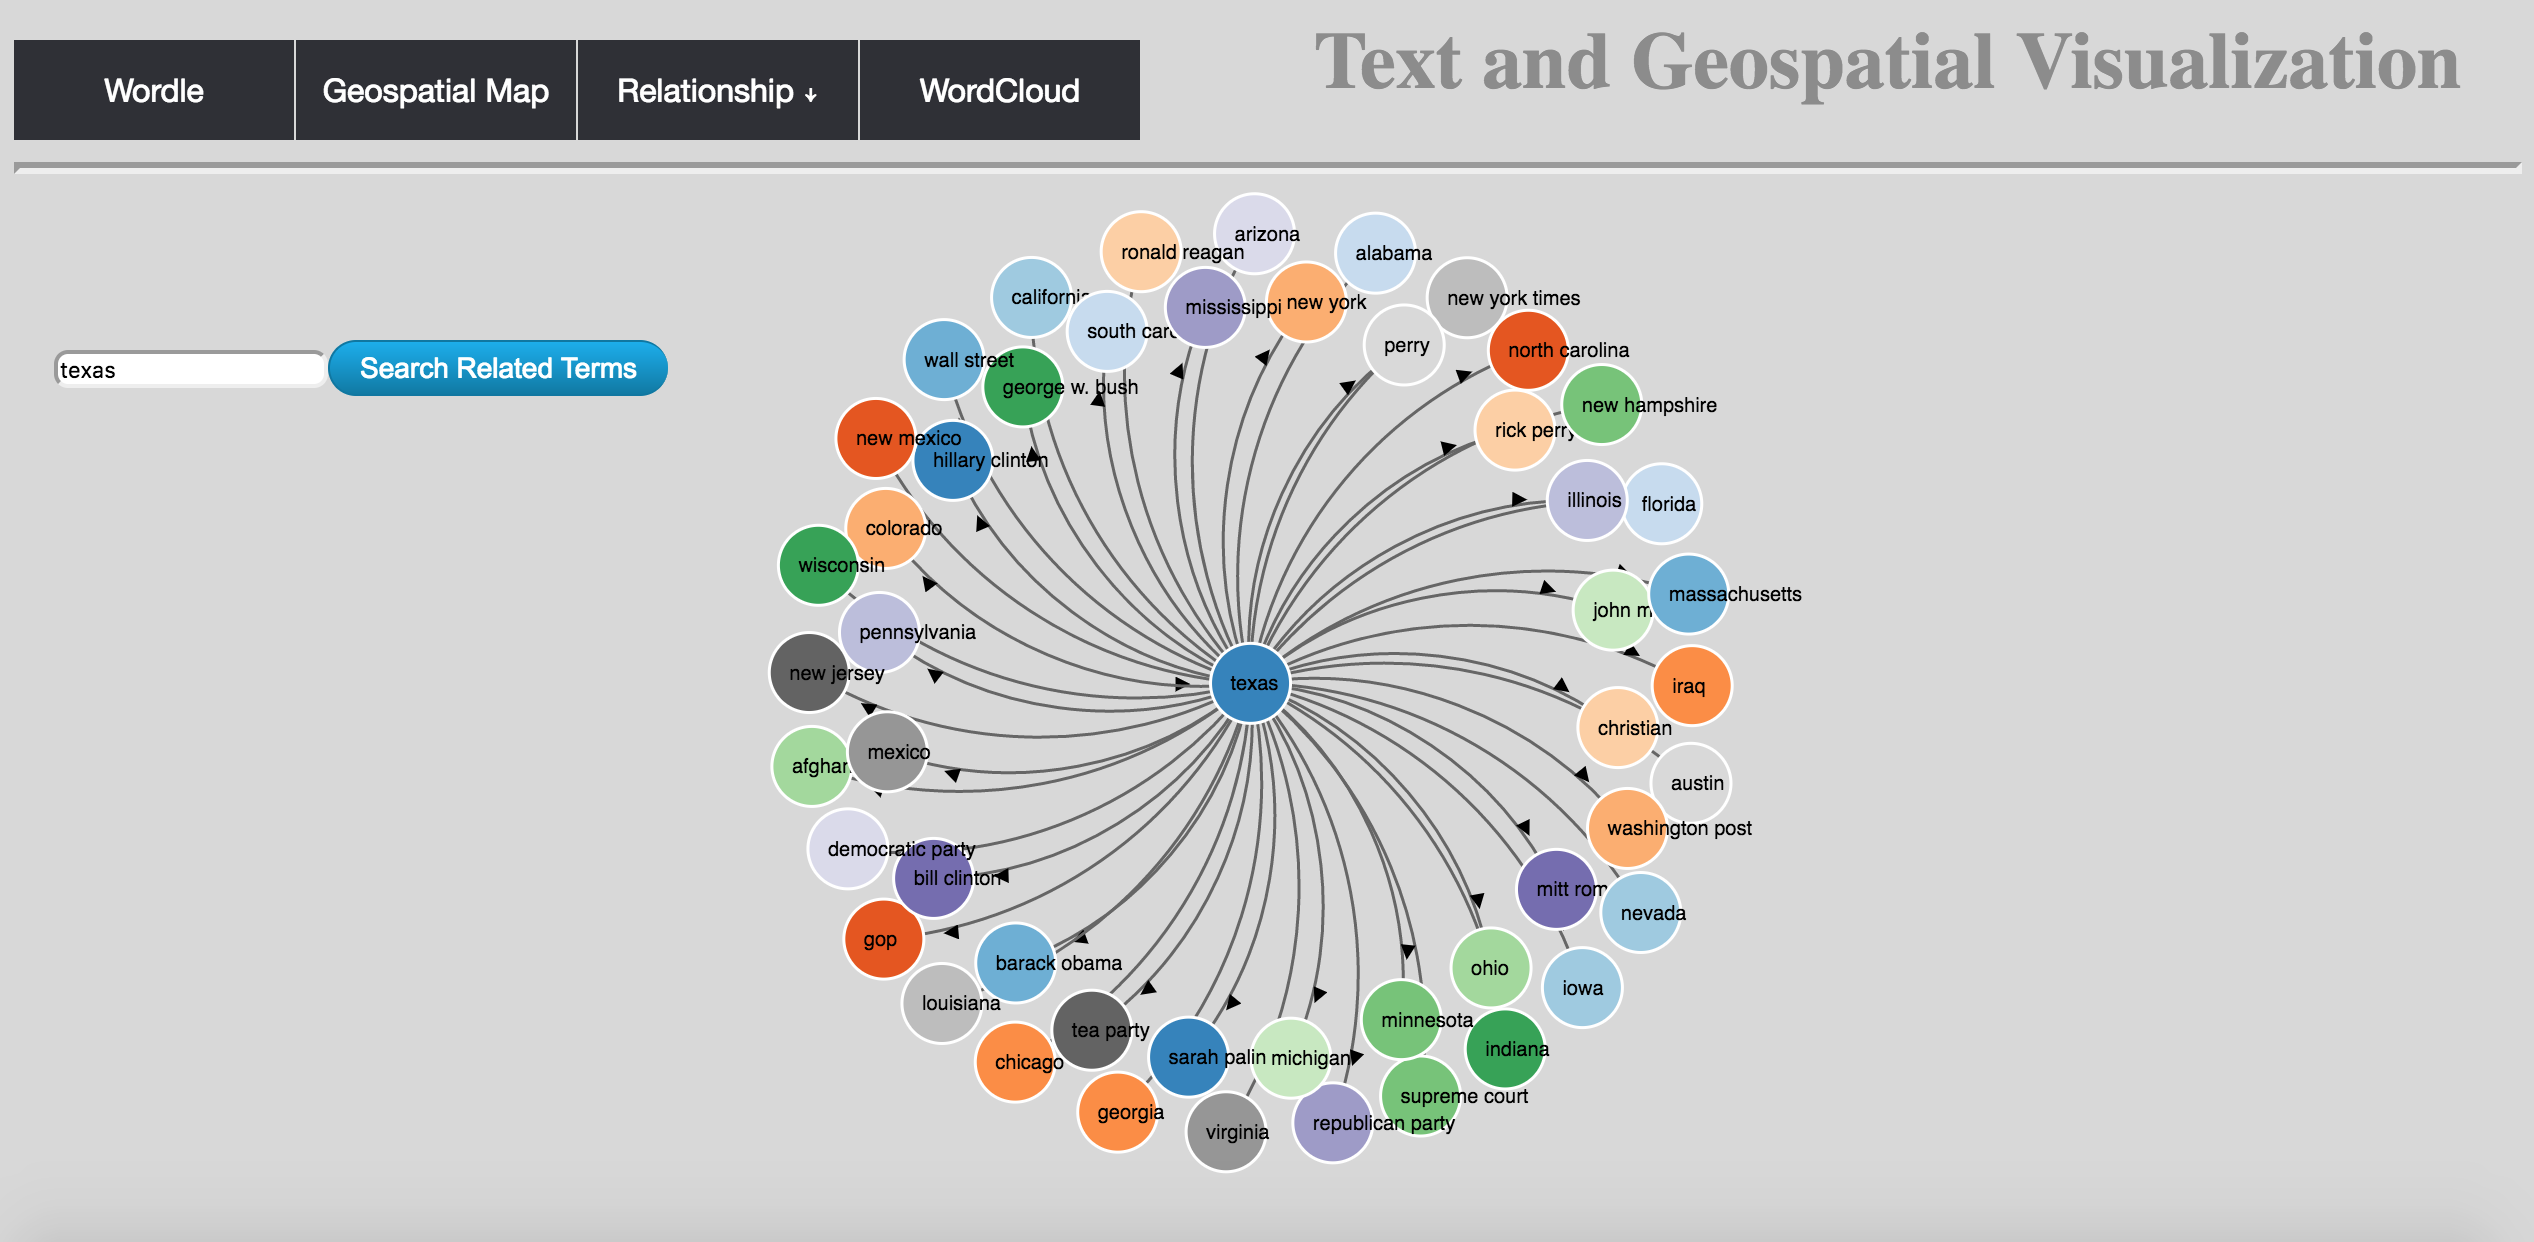 Wordle
Geospatial Map
Relationship ↓
WordCloud
Text and Geospatial Visualization
texas
Search Related Terms
arizona
ronald reagan
alabama
california
new york times
mississippi
new york
south caro
perry
north carolina
wall street
george w. bush
new hampshire
rick perry
new mexico
hillary clinton
illinois
florida
colorado
wisconsin
massachusetts
john m
pennsylvania
new jersey
texas
iraq
christian
mexico
afghan
austin
washington post
democratic party
bill clinton
mitt rom
nevada
gop
barack obama
ohio
iowa
louisiana
minnesota
tea party
sarah palin
michigan
indiana
chicago
supreme court
georgia
republican party
virginia